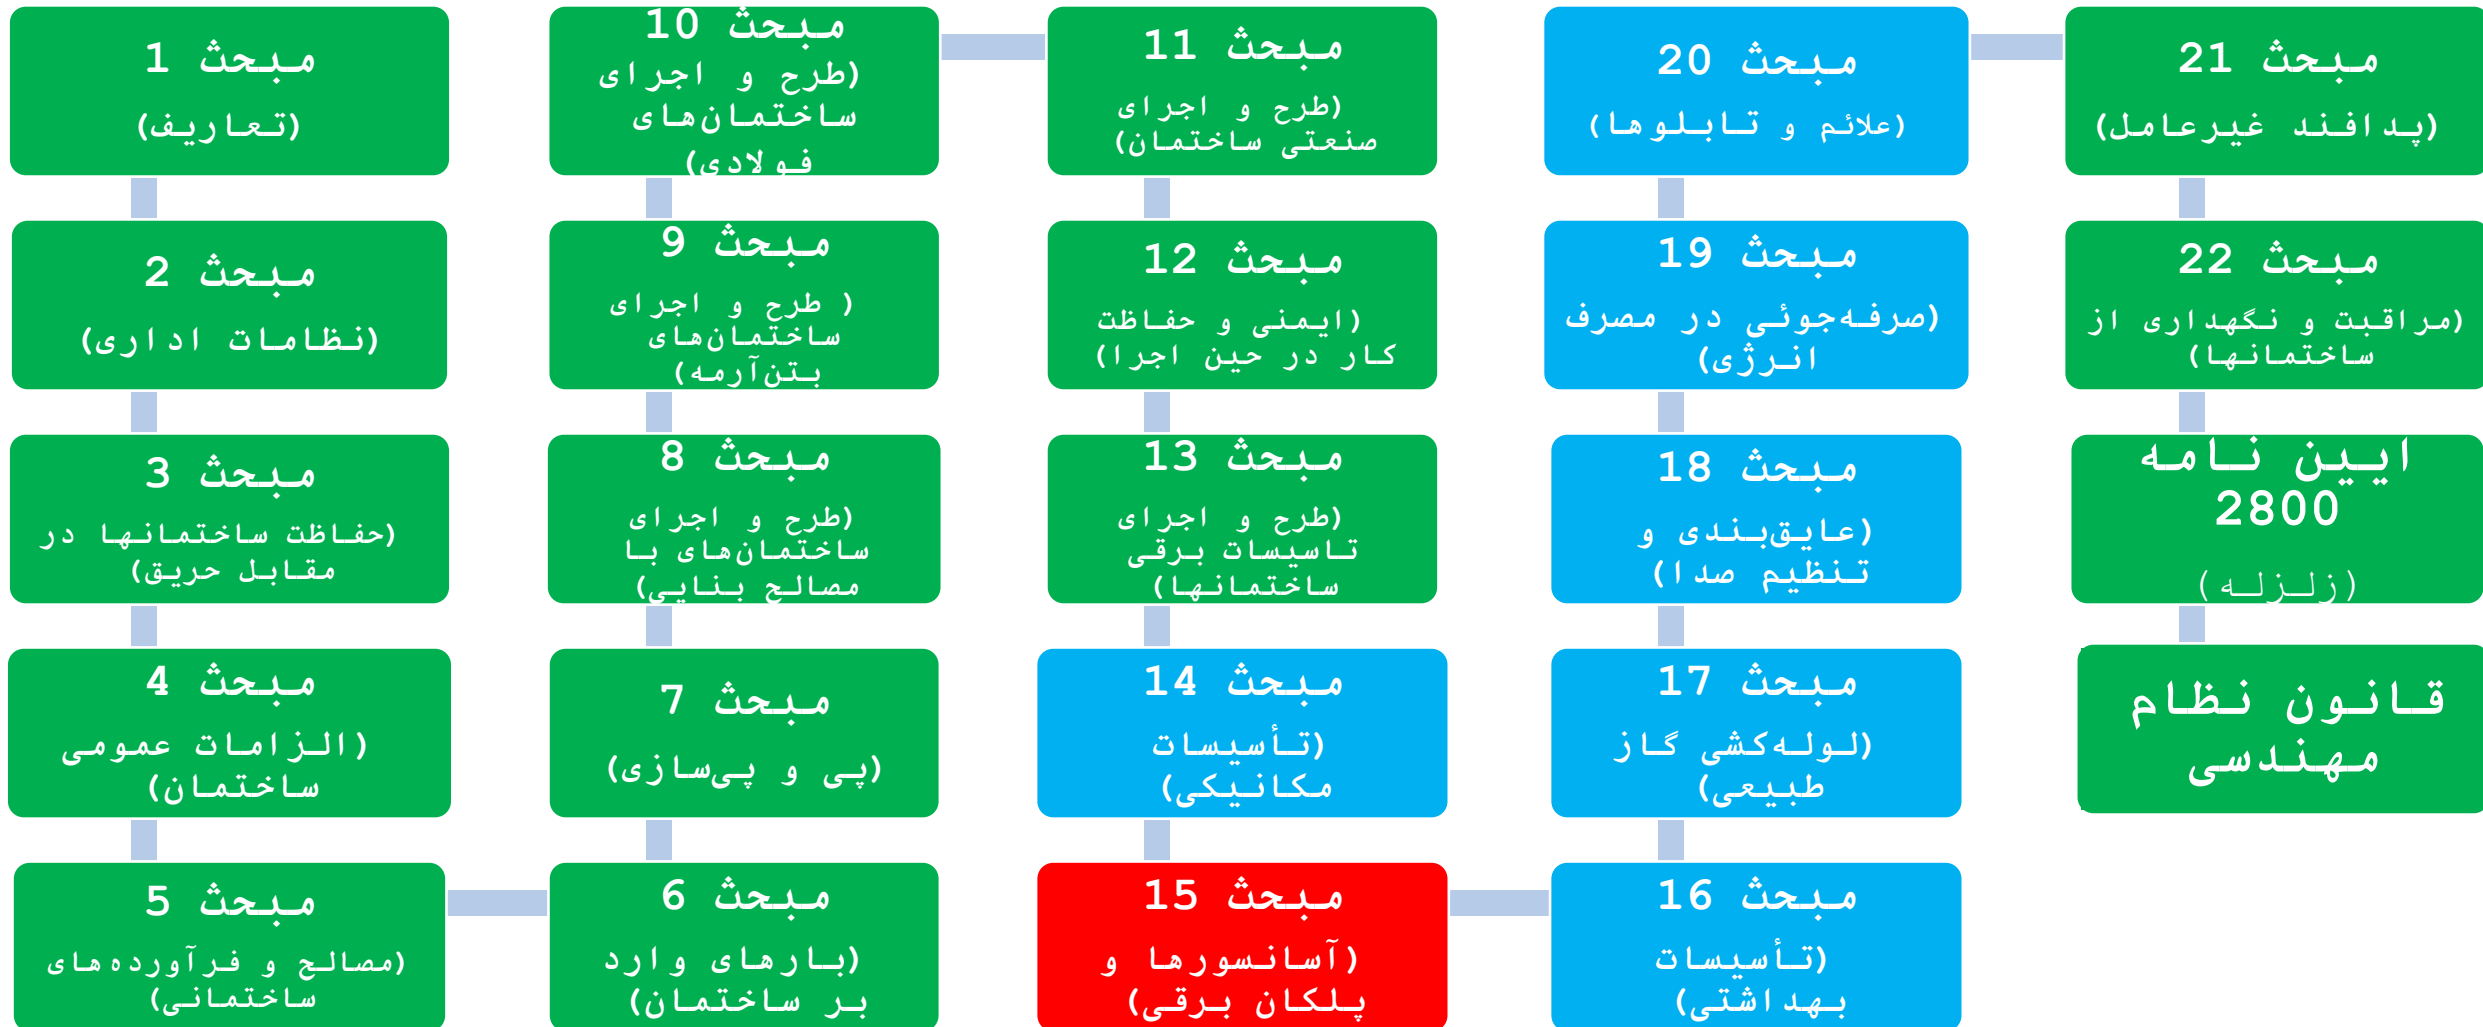 مبحث 1
(تعاریف)
مبحث 2
(نظامات اداری)
مبحث 3
(حفاظت ساختمانها در
مقابل حریق)
مبحث 4
(الزامات عمومی
ساختمان)
مبحث 5
(مصالح و فرآورده‌های
ساختمانی)
مبحث 6
(بارهای وارد
بر ساختمان)
مبحث 7
(پی و پی‌سازی)
مبحث 8
(طرح و اجرای
ساختمان‌های با
مصالح بنایی)
مبحث 9
( طرح و اجرای
ساختمان‌های
بتن‌آرمه)
مبحث 10
(طرح و اجرای
ساختمان‌های
فولادی)
مبحث 11
(طرح و اجرای
صنعتی ساختمان)
مبحث 12
(ایمنی و حفاظت
کار در حین اجرا)
مبحث 13
(طرح و اجرای
تاسیسات برقی
ساختمانها)
مبحث 14
(تأسیسات
مکانیکی)
مبحث 15
(آسانسورها و
پلکان برقی)
مبحث 16
(تأسیسات
بهداشتی)
مبحث 17
(لوله‌کشی گاز
طبیعی)
مبحث 18
(عایق‌بندی و
تنظیم صدا)
مبحث 19
(صرفه‌جوئی در مصرف
انرژی)
مبحث 20
(علائم و تابلوها)
مبحث 21
(پدافند غیرعامل)
مبحث 22
(مراقبت و نگهداری از
ساختمانها)
ایین نامه
2800
(زلزله)
قانون نظام
مهندسی